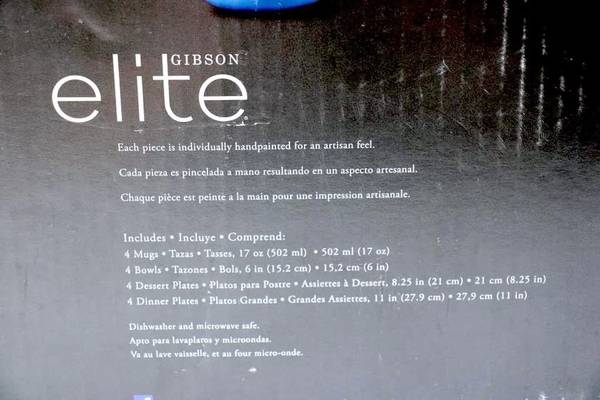 GIBSON
elite
Each piece is individually handpainted for an artisan feel.
Cada pieza es pincelada a mano resultando en un aspecto artesanal.
Chaque pièce est peinte a la main pour une impression artisanale.
Includes • Incluye • Comprend:
4 Mugs • Tazas • Tasses, 17 oz (502 ml) • 502 ml (17 oz)
4 Bowls • Tazones • Bols, 6 in (15.2 cm) • 15,2 cm (6 in)
4 Dessert Plates • Platos para Postre • Assiettes à Dessert, 8.25 in (21 cm) • 21 cm (8.25 in)
4 Dinner Plates • Platos Grandes • Grandes Assiettes, 11 in (27.9 cm) • 27,9 cm (11 in)
Dishwasher and microwave safe.
Apto para lavaplatos y microondas.
Va au lave vaisselle, et au four micro-onde.